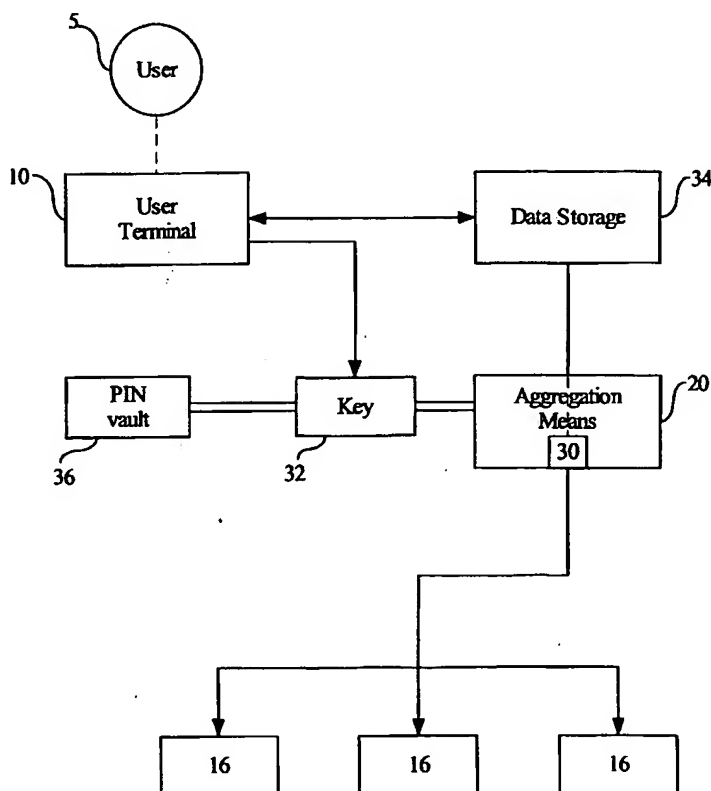 5
User
10
User
Terminal
34
Data Storage
PIN
vault
36
Key
32
Aggregation
Means
20
30
16
16
16